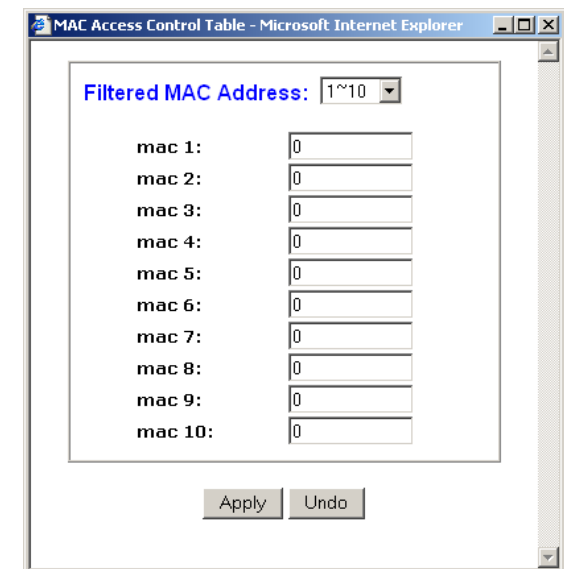 MAC Access Control Table - Microsoft Internet Explorer
Filtered MAC Address: 1~10
mac 1: 0
mac 2: 0
mac 3: 0
mac 4: 0
mac 5: 0
mac 6: 0
mac 7: 0
mac 8: 0
mac 9: 0
mac 10: 0
Apply Undo